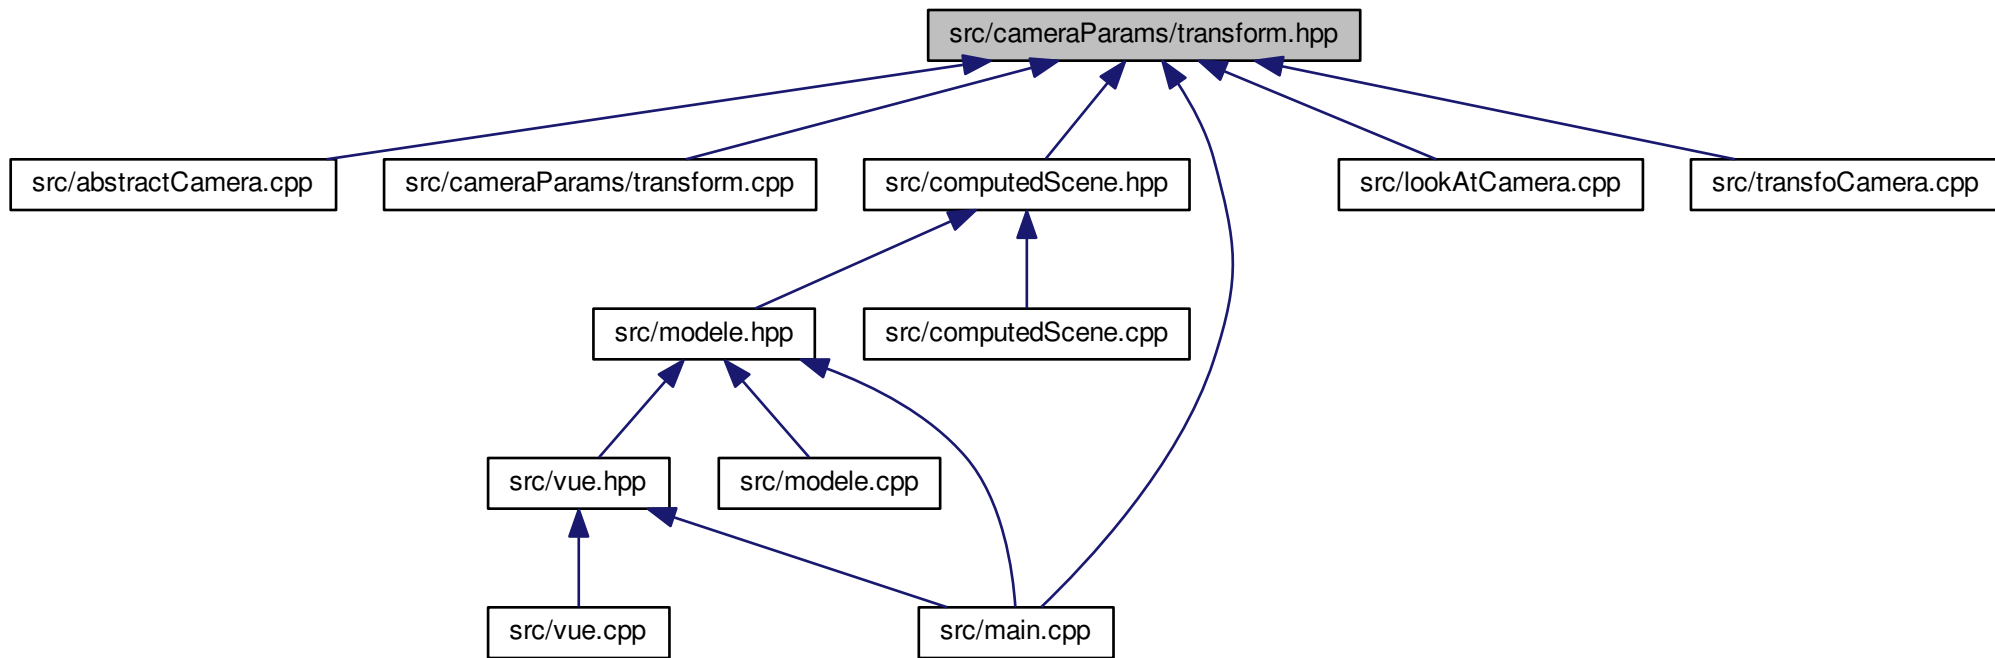 src/cameraParams/transform.hpp
src/abstractCamera.cpp
src/cameraParams/transform.cpp
src/computedScene.hpp
src/lookAtCamera.cpp
src/transfoCamera.cpp
src/modele.hpp
src/computedScene.cpp
src/vue.hpp
src/modele.cpp
src/vue.cpp
src/main.cpp